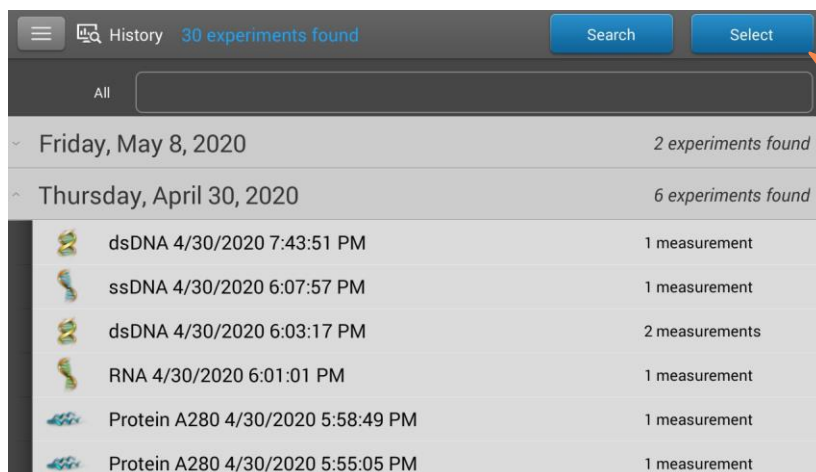 History 30 experiments found Search Select
All
Friday, May 8, 2020 2 experiments found
Thursday, April 30, 2020 6 experiments found
dsDNA 4/30/2020 7:43:51 PM 1 measurement
ssDNA 4/30/2020 6:07:57 PM 1 measurement
dsDNA 4/30/2020 6:03:17 PM 2 measurements
RNA 4/30/2020 6:01:01 PM 1 measurement
Protein A280 4/30/2020 5:58:49 PM 1 measurement
Protein A280 4/30/2020 5:55:05 PM 1 measurement